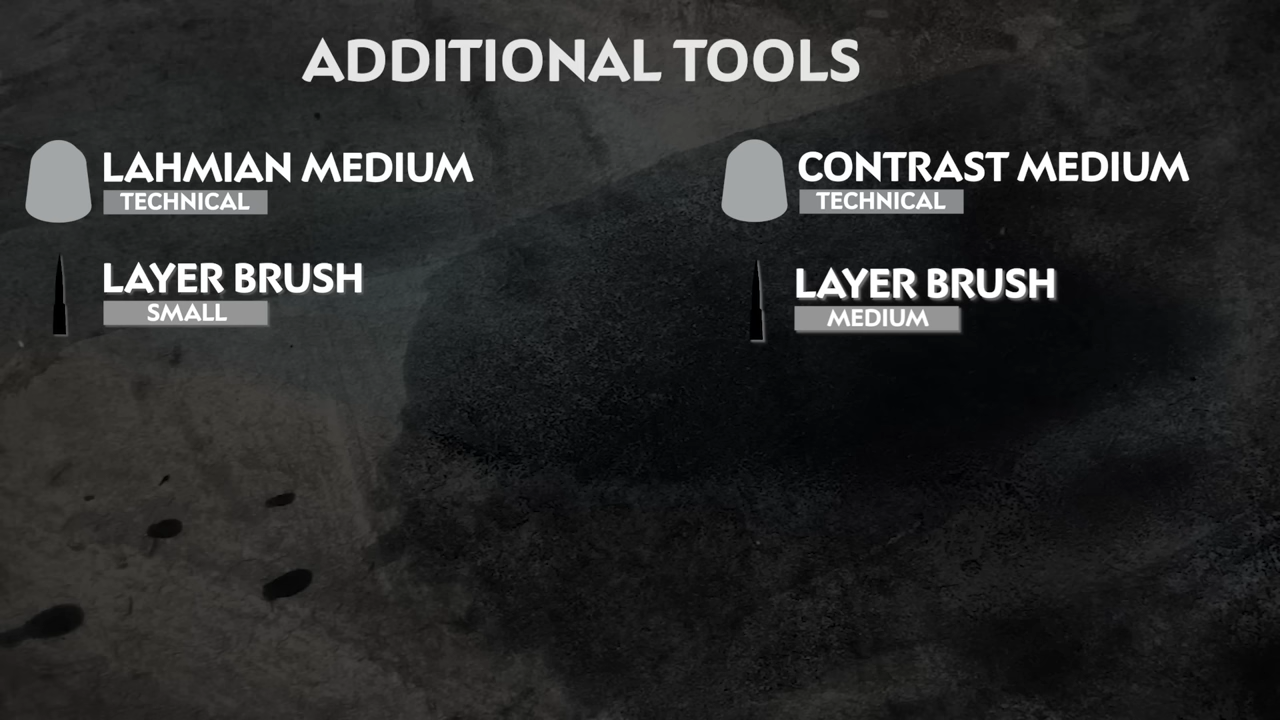 ADDITIONAL TOOLS
LAHMIAN MEDIUM
TECHNICAL
CONTRAST MEDIUM
TECHNICAL
LAYER BRUSH
SMALL
LAYER BRUSH
MEDIUM